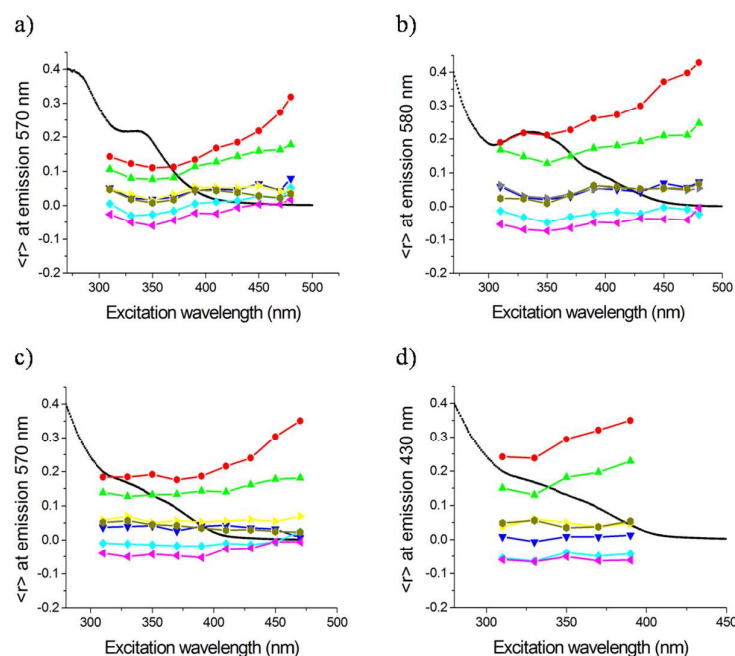 a)
<r> at emission 570 nm
0.4
0.3
0.2
0.1
0.0
-0.1
-0.2
300 350 400 450 500
Excitation wavelength (nm)
b)
<r> at emission 580 nm
0.4
0.3
0.2
0.1
0.0
-0.1
-0.2
300 350 400 450 500
Excitation wavelength (nm)
c)
<r> at emission 570 nm
0.4
0.3
0.2
0.1
0.0
-0.1
-0.2
300 350 400 450 500
Excitation wavelength (nm)
d)
<r> at emission 430 nm
0.4
0.3
0.2
0.1
0.0
-0.1
-0.2
300 350 400 450
Excitation wavelength (nm)